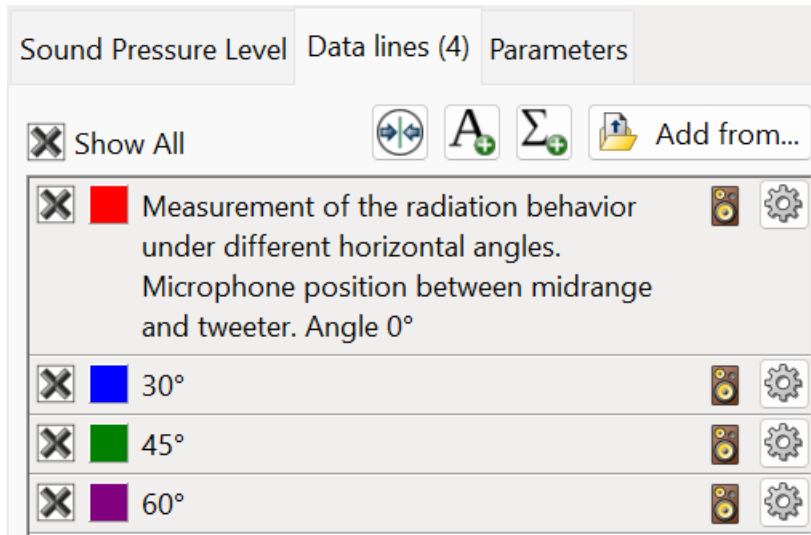 Sound Pressure Level Data lines (4) Parameters
Show All A Σ Add from...
Measurement of the radiation behavior
under different horizontal angles.
Microphone position between midrange
and tweeter. Angle 0°
30°
45°
60°